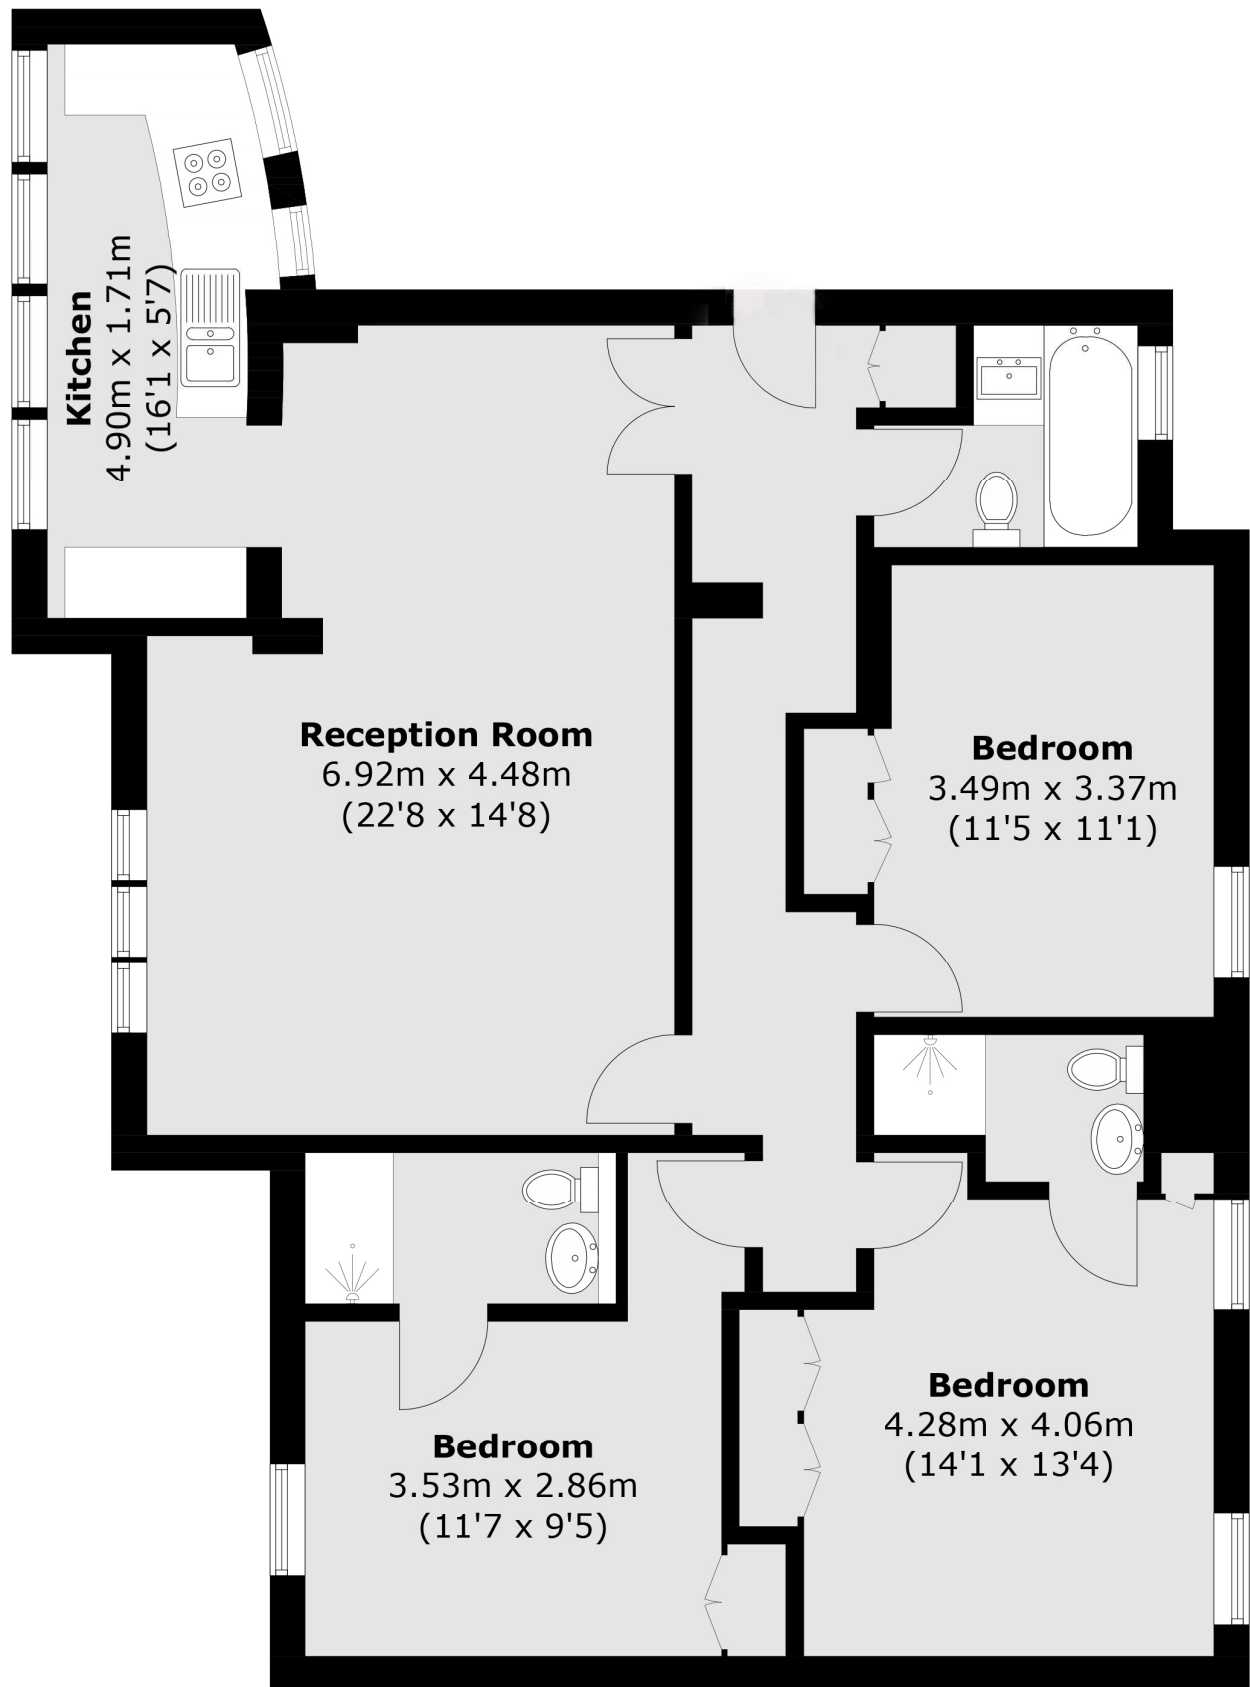 Kitchen
4.90m x 1.71m
(16'1 x 5'7)
Reception Room
6.92m x 4.48m
(22'8 x 14'8)
Bedroom
3.49m x 3.37m
(11'5 x 11'1)
Bedroom
4.28m x 4.06m
(14'1 x 13'4)
Bedroom
3.53m x 2.86m
(11'7 x 9'5)